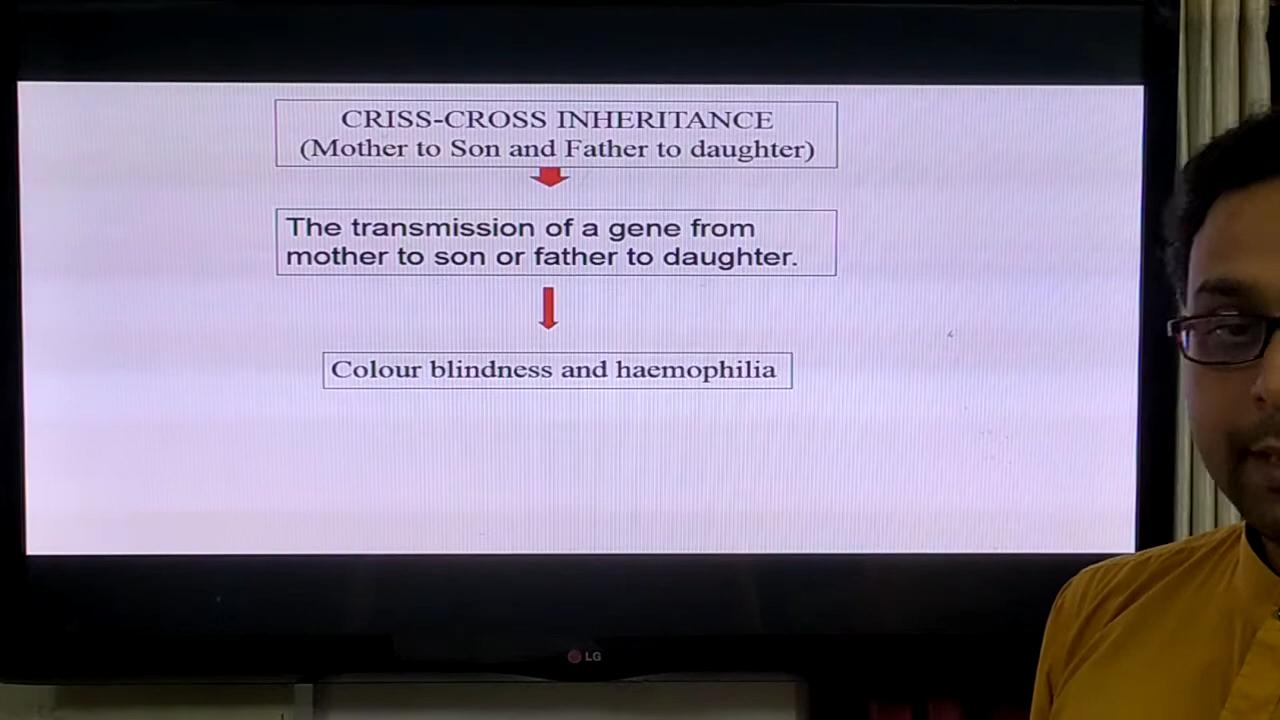 CRISS-CROSS INHERITANCE
(Mother to Son and Father to daughter)
The transmission of a gene from
mother to son or father to daughter.
Colour blindness and haemophilia
LG